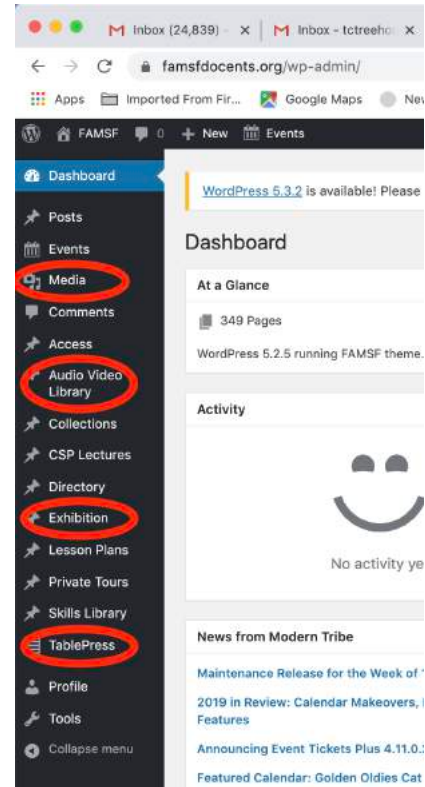 Inbox (24,839) -
Inbox - tctreeho
famsfdocents.org/wp-admin/
Apps Imported From Fir... Google Maps
FAMSF 0 + New Events
Dashboard
Posts
Events
Media
Comments
Access
Audio Video
Library
Collections
CSP Lectures
Directory
Exhibition
Lesson Plans
Private Tours
Skills Library
TablePress
Profile
Tools
Collapse menu
WordPress 5.3.2 is available! Please
Dashboard
At a Glance
349 Pages
WordPress 5.2.5 running FAMSF theme.
Activity
No activity ye
News from Modern Tribe
Maintenance Release for the Week of
2019 in Review: Calendar Makeovers,
Features
Announcing Event Tickets Plus 4.11.0.
Featured Calendar: Golden Oldies Cat